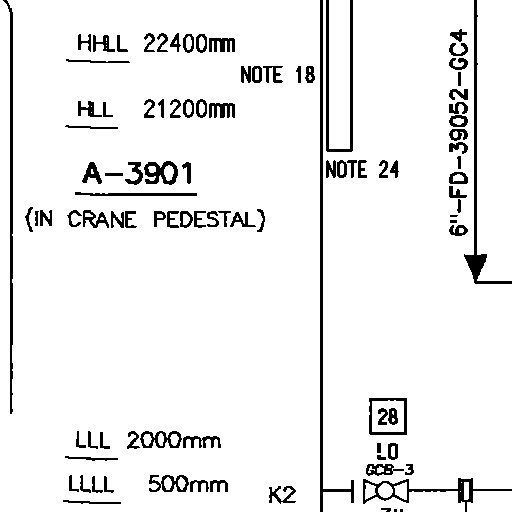 HHLL 22400mm
NOTE 18
HLL 21200mm
A-3901
NOTE 24
(IN CRANE PEDESTAL)
6"-FD-39052-GC4
28
LO
LLL 2000mm
GCB-3
LLLL 500mm
K2